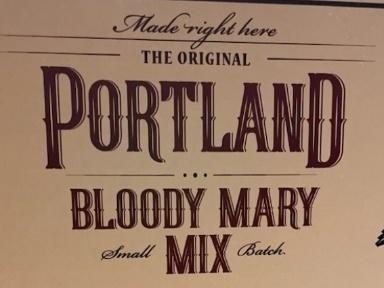 Made right here
THE ORIGINAL
PORTLAND
BLOODY MARY
Small MIX Batch.